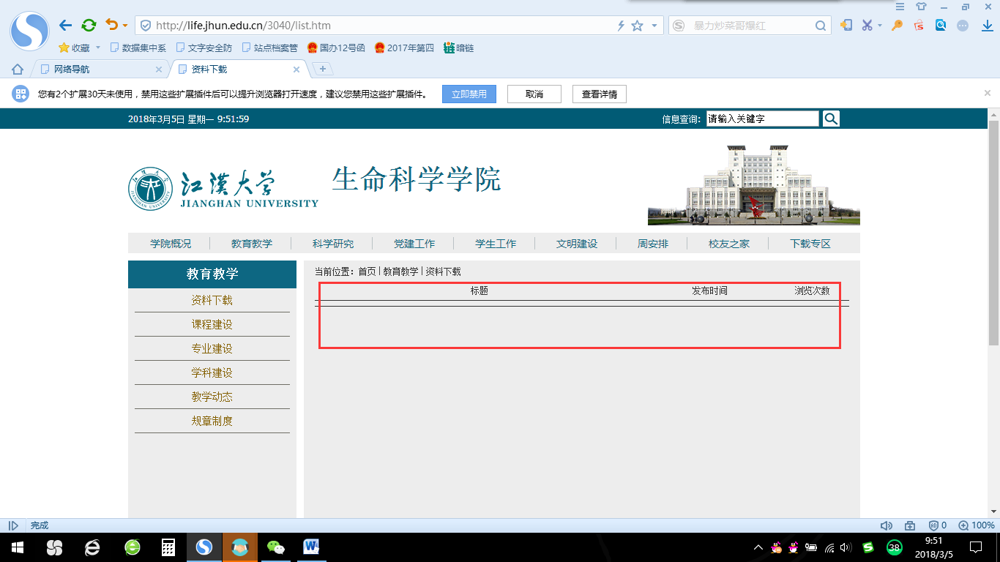 http://life.jhun.edu.cn/3040/list.htm
暴力炒菜哥爆红
收藏
数据集中系
文字安全防
站点档案管
国办12号函
2017年第四
暗链
网络导航
资料下载
您有2个扩展30天未使用，禁用这些扩展插件后可以提升浏览器打开速度，建议您禁用这些扩展插件。
立即禁用
取消
查看详情
2018年3月5日 星期一 9:51:59
信息查询:
请输入关键字
江汉大学
JIANGHAN UNIVERSITY
生命科学学院
学院概况
教育教学
科学研究
党建工作
学生工作
文明建设
周安排
校友之家
下载专区
教育教学
资料下载
课程建设
专业建设
学科建设
教学动态
规章制度
当前位置：首页 | 教育教学 | 资料下载
标题
发布时间
浏览次数
完成
0
100%
38
9:51
2018/3/5